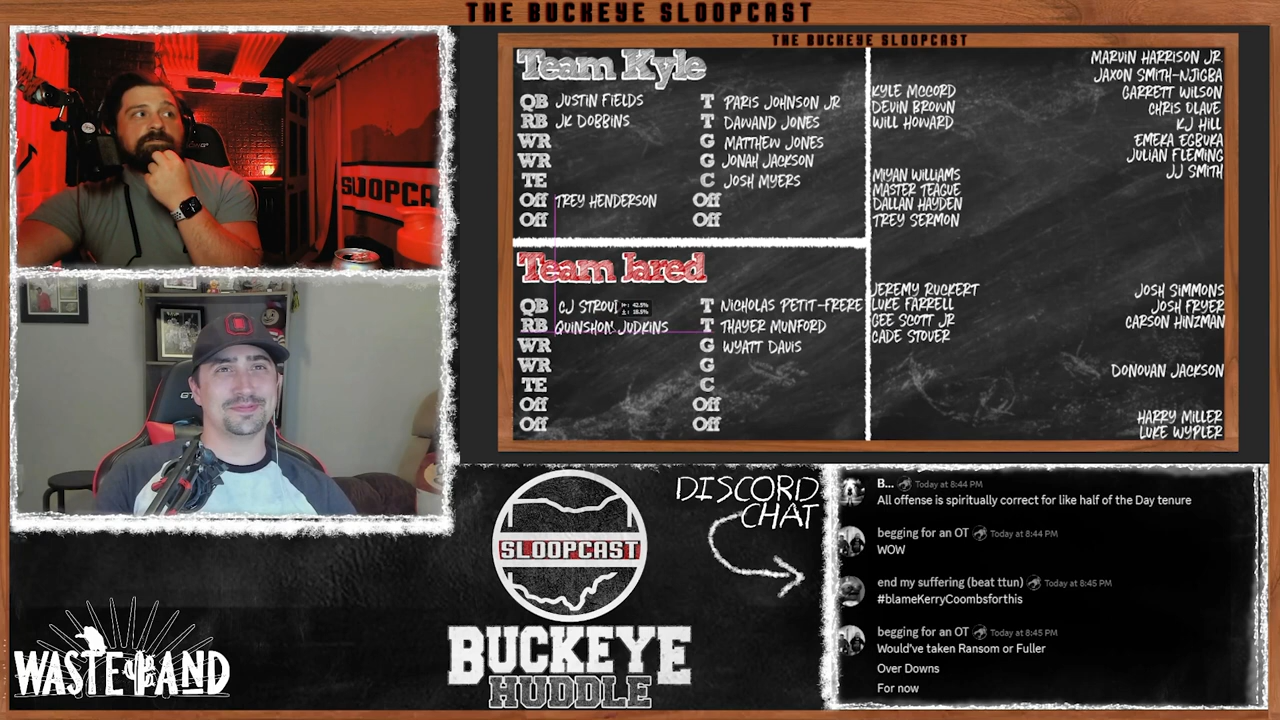 THE BUCKEYE SLOOPCAST
THE BUCKEYE SLOOPCAST
SLOOPCA
Team Kyle
QB JUSTIN FIELDS
RB JK DOBBINS
WR
WR
TE
Off TREY HENDERSON
Off
T PARIS JOHNSON JR
T DAWAND JONES
G MATTHEW JONES
G JONAH JACKSON
C JOSH MYERS
Off
Off
Team Jared
QB CJ STROU
RB QUINSHON JUDKINS
WR
WR
TE
Off
Off
T NICHOLAS PETIT-FRERE
T THAYER MUNFORD
G WYATT DAVIS
G
C
Off
Off
KYLE MCCORD
DEVIN BROWN
WILL HOWARD
MIYAN WILLIAMS
MASTER TEAGUE
DALLAN HAYDEN
TREY SERMON
JEREMY RUCKERT
LUKE FARRELL
GEE SCOTT JR
CADE STOVER
MARVIN HARRISON JR.
JAXON SMITH-NJIGBA
GARRETT WILSON
CHRIS OLAVE
KJ HILL
EMEKA EGBUKA
JULIAN FLEMING
JJ SMITH
JOSH SIMMONS
JOSH FRYER
CARSON HINZMAN
DONOVAN JACKSON
HARRY MILLER
LUKE WYPLER
DISCORD
CHAT
SLOOPCAST
BUCKEYE
HUDDLE
WASTELAND
B... Today at 8:44 PM
All offense is spiritually correct for like half of the Day tenure
begging for an OT Today at 8:44 PM
WOW
end my suffering (beat ttun) Today at 8:45 PM
#blameKerryCoombsforthis
begging for an OT Today at 8:45 PM
Would've taken Ransom or Fuller
Over Downs
For now